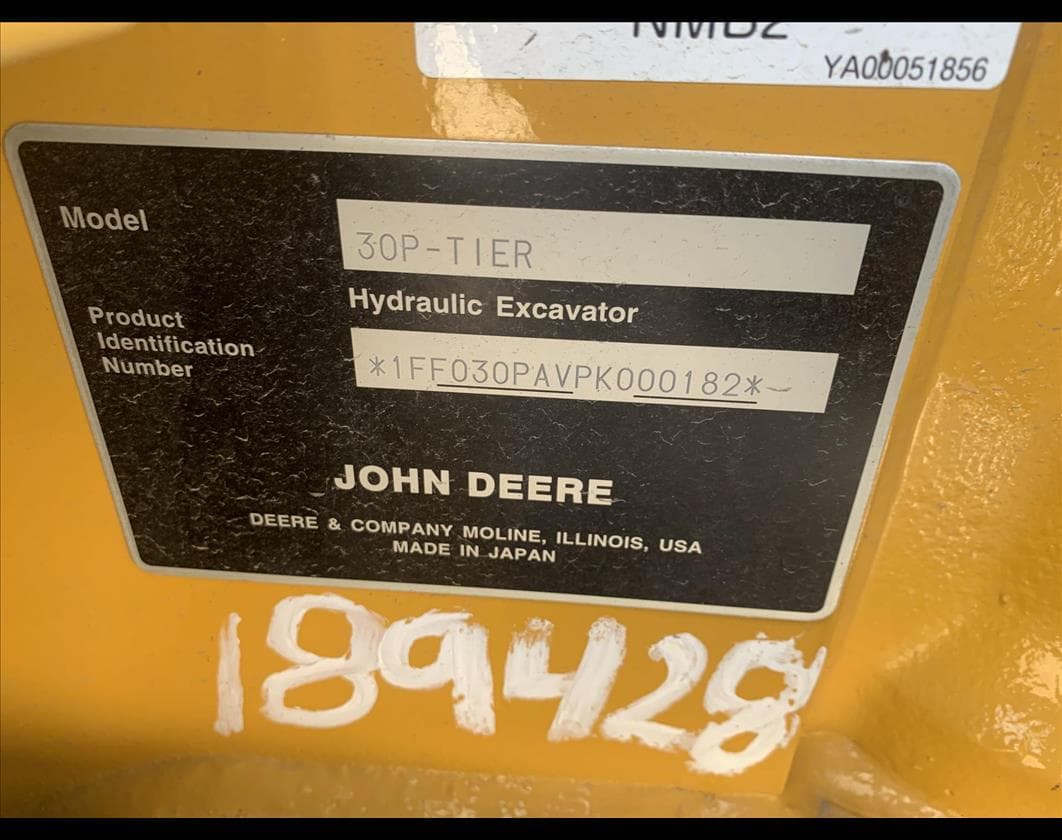 YA00051856
Model
30P-TIER
Hydraulic Excavator
Product
Identification
Number
*1FF030PAVPK000182*
JOHN DEERE
DEERE & COMPANY MOLINE, ILLINOIS, USA
MADE IN JAPAN
189428